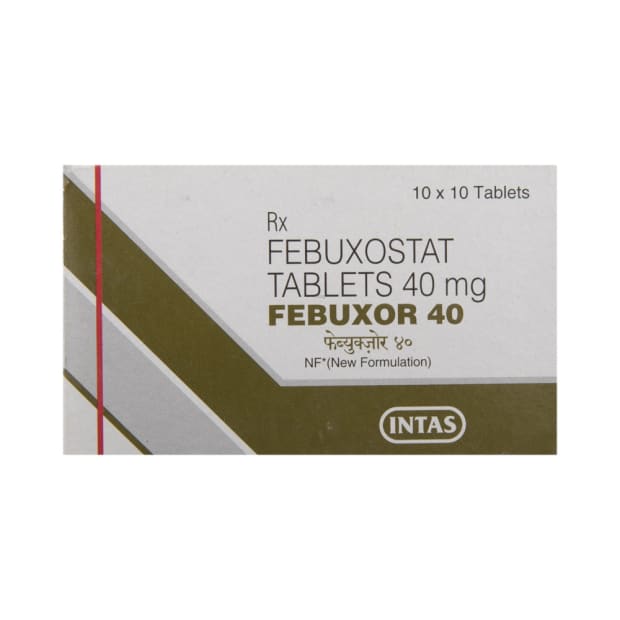 10 x 10 Tablets
Rx
FEBUXOSTAT
TABLETS 40 mg
FEBUXOR 40
फेब्युक्ज़ोर ४०
NF*(New Formulation)
INTAS